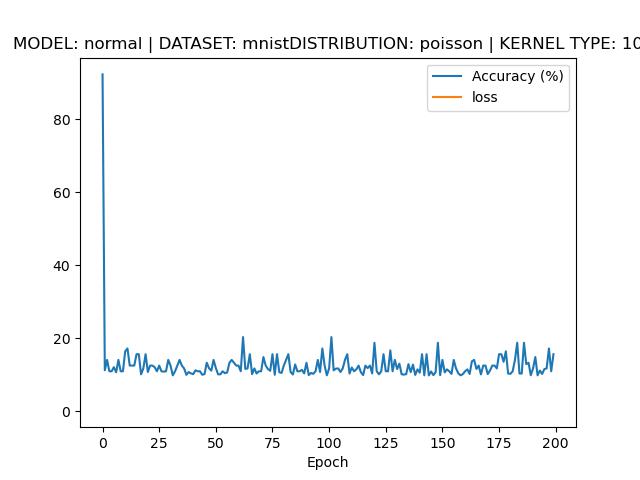 MODEL: normal | DATASET: mnistDISTRIBUTION: poisson | KERNEL TYPE: 10
Accuracy (%)
loss
80
60
40
20
0
0 25 50 75 100 125 150 175 200
Epoch